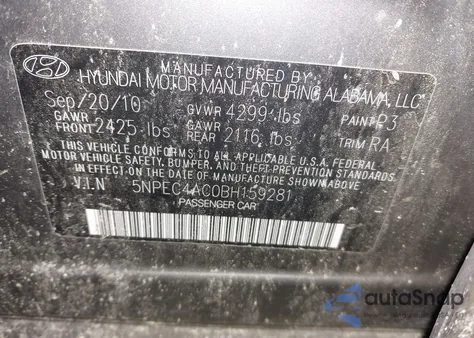 MANUFACTURED BY
HYUNDAI MOTOR MANUFACTURING ALABAMA, LLC
Sep/20/10 GVWR 4299 lbs PAINT P3
GAWR FRONT 2425 lbs GAWR REAR 2116 lbs TRIM RA
THIS VEHICLE CONFORMS TO ALL APPLICABLE U.S.A. FEDERAL
MOTOR VEHICLE SAFETY, BUMPER, AND THEFT PREVENTION STANDARDS
IN EFFECT ON THE DATE OF MANUFACTURE SHOWN ABOVE.
V.I.N 5NPEC4AC0BH159281
PASSENGER CAR
autoSnap